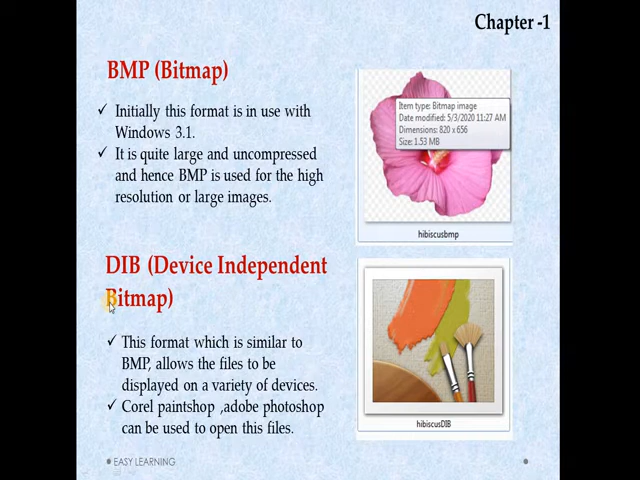 Chapter -1
BMP (Bitmap)
✓ Initially this format is in use with
Windows 3.1.
✓ It is quite large and uncompressed
and hence BMP is used for the high
resolution or large images.
Item type: Bitmap image
Date modified: 5/3/2020 11:27 AM
Dimensions: 820 x 656
Size: 1.53 MB
hibiscusbmp
DIB (Device Independent
Bitmap)
✓ This format which is similar to
BMP, allows the files to be
displayed on a variety of devices.
✓ Corel paintshop ,adobe photoshop
can be used to open this files.
hibiscusDIB
EASY LEARNING